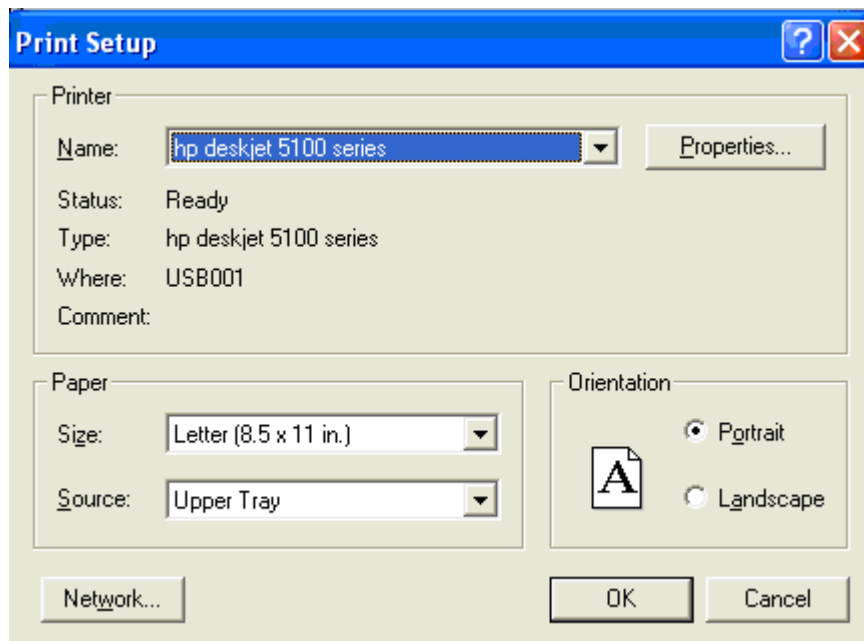 Print Setup
Printer
Name: hp deskjet 5100 series Properties...
Status: Ready
Type: hp deskjet 5100 series
Where: USB001
Comment:
Paper
Size: Letter (8.5 x 11 in.)
Source: Upper Tray
Orientation
A
Portrait
Landscape
Network... OK Cancel